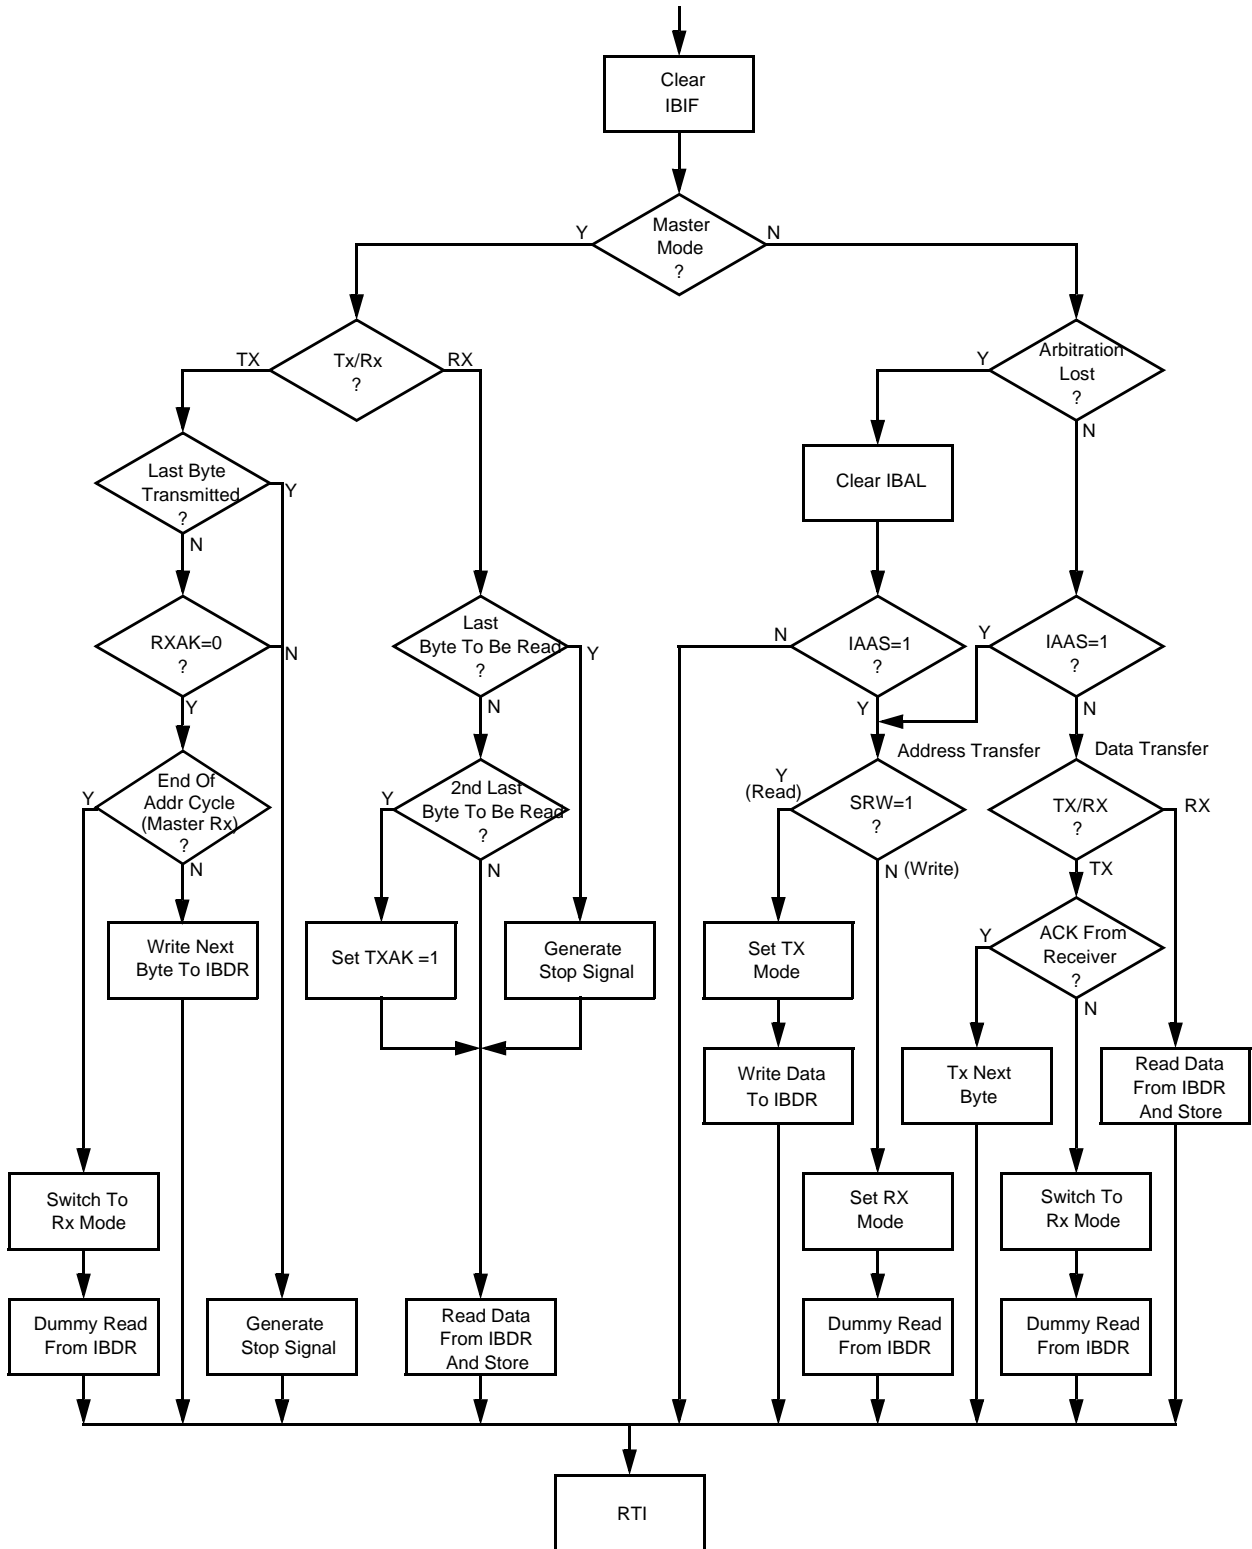 Clear
IBIF
Master
Mode
?
Y
N
Tx/Rx
?
TX
RX
Arbitration
Lost
?
Y
N
Last Byte
Transmitted
?
Y
N
Clear IBAL
RXAK=0
?
N
Y
Last
Byte To Be Read
?
Y
N
IAAS=1
?
N
Y
IAAS=1
?
Y
N
Address Transfer
Data Transfer
End Of
Addr Cycle
(Master Rx)
?
Y
N
2nd Last
Byte To Be Read
?
Y
N
Y
(Read)
SRW=1
?
N (Write)
TX/RX
?
RX
TX
Write Next
Byte To IBDR
Set TXAK =1
Generate
Stop Signal
Set TX
Mode
ACK From
Receiver
?
Y
N
Write Data
To IBDR
Tx Next
Byte
Read Data
From IBDR
And Store
Switch To
Rx Mode
Set RX
Mode
Switch To
Rx Mode
Dummy Read
From IBDR
Generate
Stop Signal
Read Data
From IBDR
And Store
Dummy Read
From IBDR
Dummy Read
From IBDR
RTI